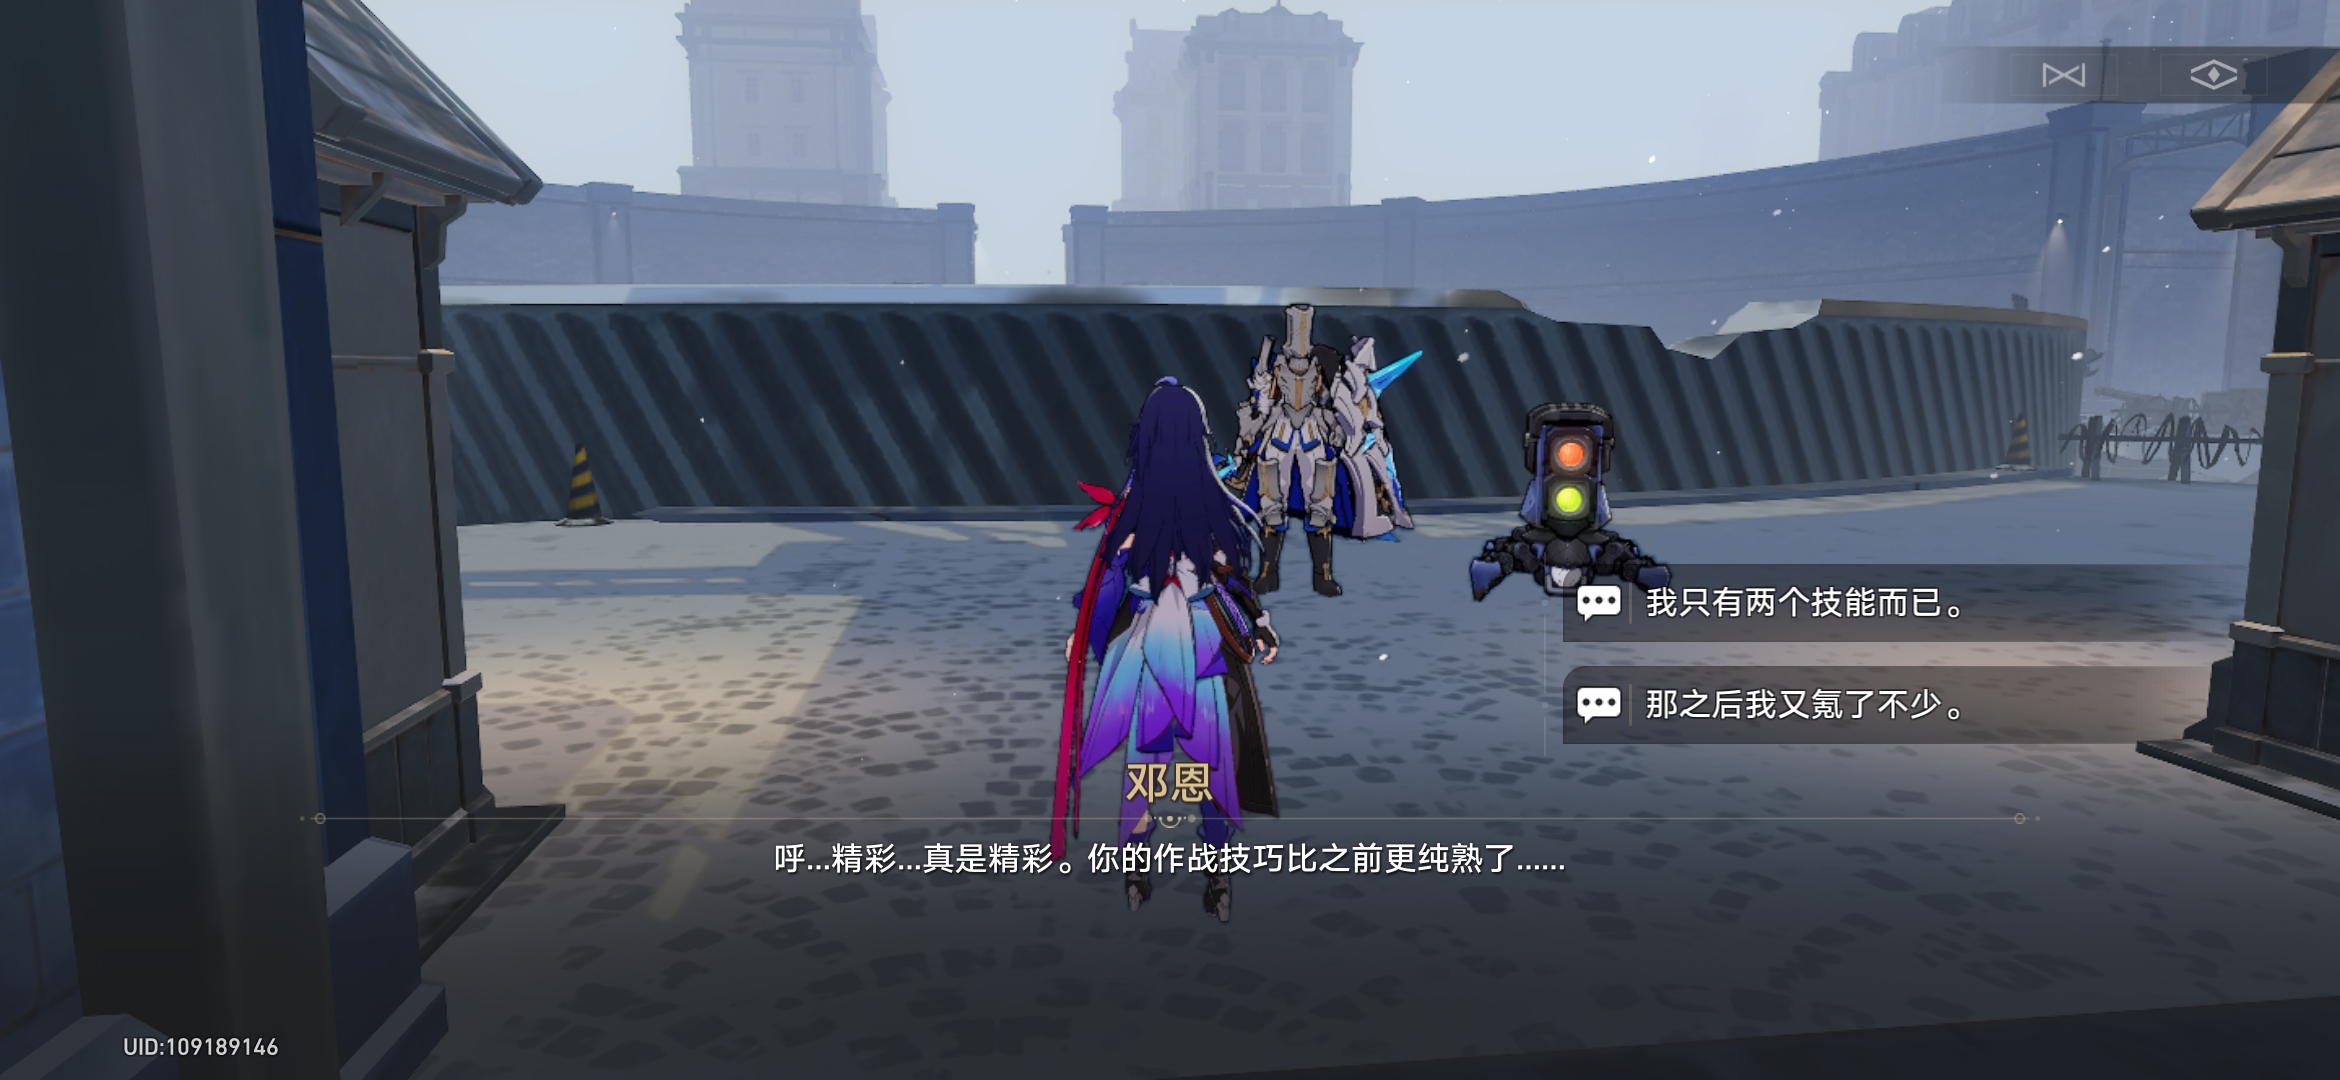 我只有两个技能而已。
那之后我又氪了不少。
邓恩
呼...精彩...真是精彩。你的作战技巧比之前更纯熟了......
UID:109189146